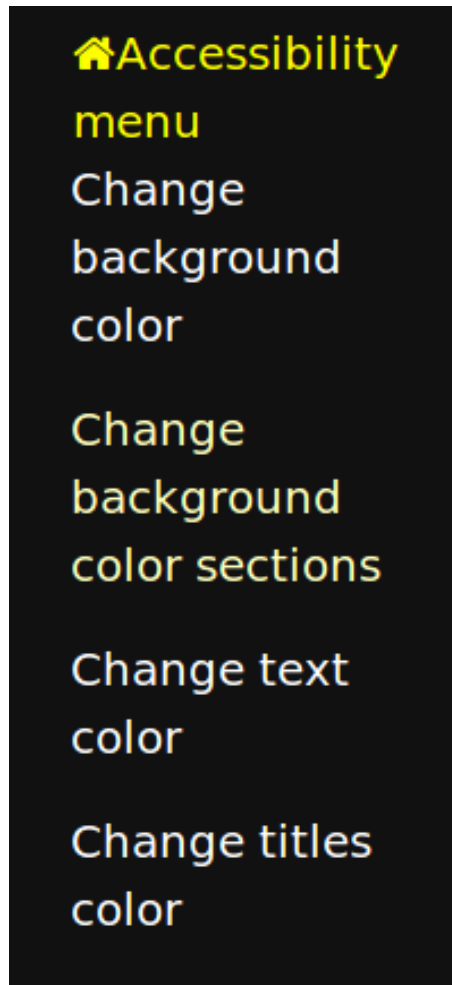 Accessibility
menu
Change
background
color
Change
background
color sections
Change text
color
Change titles
color